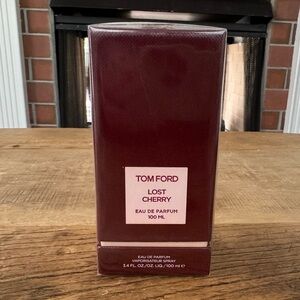 TOM FORD
LOST
CHERRY
EAU DE PARFUM
100 ML
EAU DE PARFUM
VAPORISATEUR SPRAY
3.4 FL.OZ./OZ. LIQ./100 ml ℮